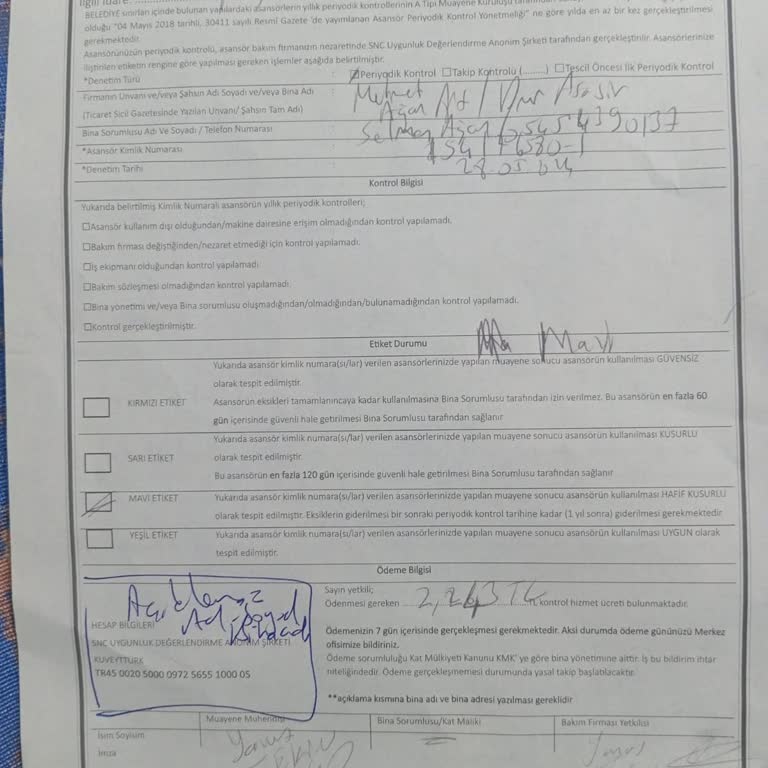 BELEDİYE sınırları içinde bulunan yapılardaki asansörlerin yıllık periyodik kontrollerinin A Tipi Muayene Kuruluşu
olduğu "04 Mayıs 2018 tarihli, 30411 sayılı Resmi Gazete 'de yayımlanan Asansör Periyodik Kontrol Yönetmeliği" ne göre yılda en az bir kez gerçekleştirilmesi
gerekmektedir.
Asansörünüzün periyodik kontrolü, asansör bakım firmanızın nezaretinde SNC Uygunluk Değerlendirme Anonim Şirketi tarafından gerçekleştirilir. Asansörlerinize
iliştirilen etiketin rengine göre yapılması gereken işlemler aşağıda belirtilmiştir.
*Denetim Türü : ☑Periyodik Kontrol ☐Takip Kontrolü (........) ☐Tescil Öncesi İlk Periyodik Kontrol
Firmanın Ünvanı ve/veya Şahsın Adı Soyadı ve/veya Bina Adı : Mehmet
(Ticaret Sicil Gazetesinde Yazılan Unvanı/ Şahsın Tam Adı)
Bina Sorumlusu Adı Ve Soyadı / Telefon Numarası
*Asansör Kimlik Numarası
*Denetim Tarihi
Kontrol Bilgisi
Yukarıda belirtilmiş Kimlik Numaralı asansörün yıllık periyodik kontrolleri;
☐Asansör kullanım dışı olduğundan/makine dairesine erişim olmadığından kontrol yapılamadı.
☐Bakım firması değiştiğinden/nezaret etmediği için kontrol yapılamadı.
☐İş ekipmanı olduğundan kontrol yapılamadı
☐Bakım sözleşmesi olmadığından kontrol yapılamadı.
☐Bina yönetimi ve/veya Bina sorumlusu oluşmadığından/olmadığından/bulunamadığından kontrol yapılamadı.
☐Kontrol gerçekleştirilmiştir.
Etiket Durumu Mavi
Yukarıda asansör kimlik numara(sı/lar) verilen asansörlerinizde yapılan muayene sonucu asansörün kullanılması GÜVENSİZ
olarak tespit edilmiştir.
KIRMIZI ETİKET Asansörün eksikleri tamamlanıncaya kadar kullanılmasına Bina Sorumlusu tarafından izin verilmez. Bu asansörün en fazla 60
gün içerisinde güvenli hale getirilmesi Bina Sorumlusu tarafından sağlanır
Yukarıda asansör kimlik numara(sı/lar) verilen asansörlerinizde yapılan muayene sonucu asansörün kullanılması KUSURLU
SARI ETİKET olarak tespit edilmiştir.
Bu asansörün en fazla 120 gün içerisinde güvenli hale getirilmesi Bina Sorumlusu tarafından sağlanır
MAVİ ETİKET Yukarıda asansör kimlik numara(sı/lar) verilen asansörlerinizde yapılan muayene sonucu asansörün kullanılması HAFİF KUSURLU
olarak tespit edilmiştir. Eksiklerin giderilmesi bir sonraki periyodik kontrol tarihine kadar (1 yıl sonra) giderilmesi gerekmektedir
YEŞİL ETİKET Yukarıda asansör kimlik numara(sı/lar) verilen asansörlerinizde yapılan muayene sonucu asansörün kullanılması UYGUN olarak
tespit edilmiştir.
Ödeme Bilgisi
Sayın yetkili;
Ödenmesi gereken TL kontrol hizmet ücreti bulunmaktadır.
HESAP BİLGİLERİ
SNC UYGUNLUK DEĞERLENDİRME ANONİM ŞİRKETİ
KUVEYTTÜRK
TR45 0020 5000 0972 5655 1000 05
Ödemenizin 7 gün içerisinde gerçekleşmesi gerekmektedir. Aksi durumda ödeme gününüzü Merkez
ofisimize bildiriniz.
Ödeme sorumluluğu Kat Mülkiyeti Kanunu KMK' ye göre bina yönetimine aittir. İş bu bildirim ihtar
niteliğindedir. Ödeme gerçekleşmemesi durumunda yasal takip başlatılacaktır.
**açıklama kısmına bina adı ve bina adresi yazılması gereklidir
Muayene Mühendisi Bina Sorumlusu/Kat Maliki Bakım Firması Yetkilisi
İsim Soyisim
İmza